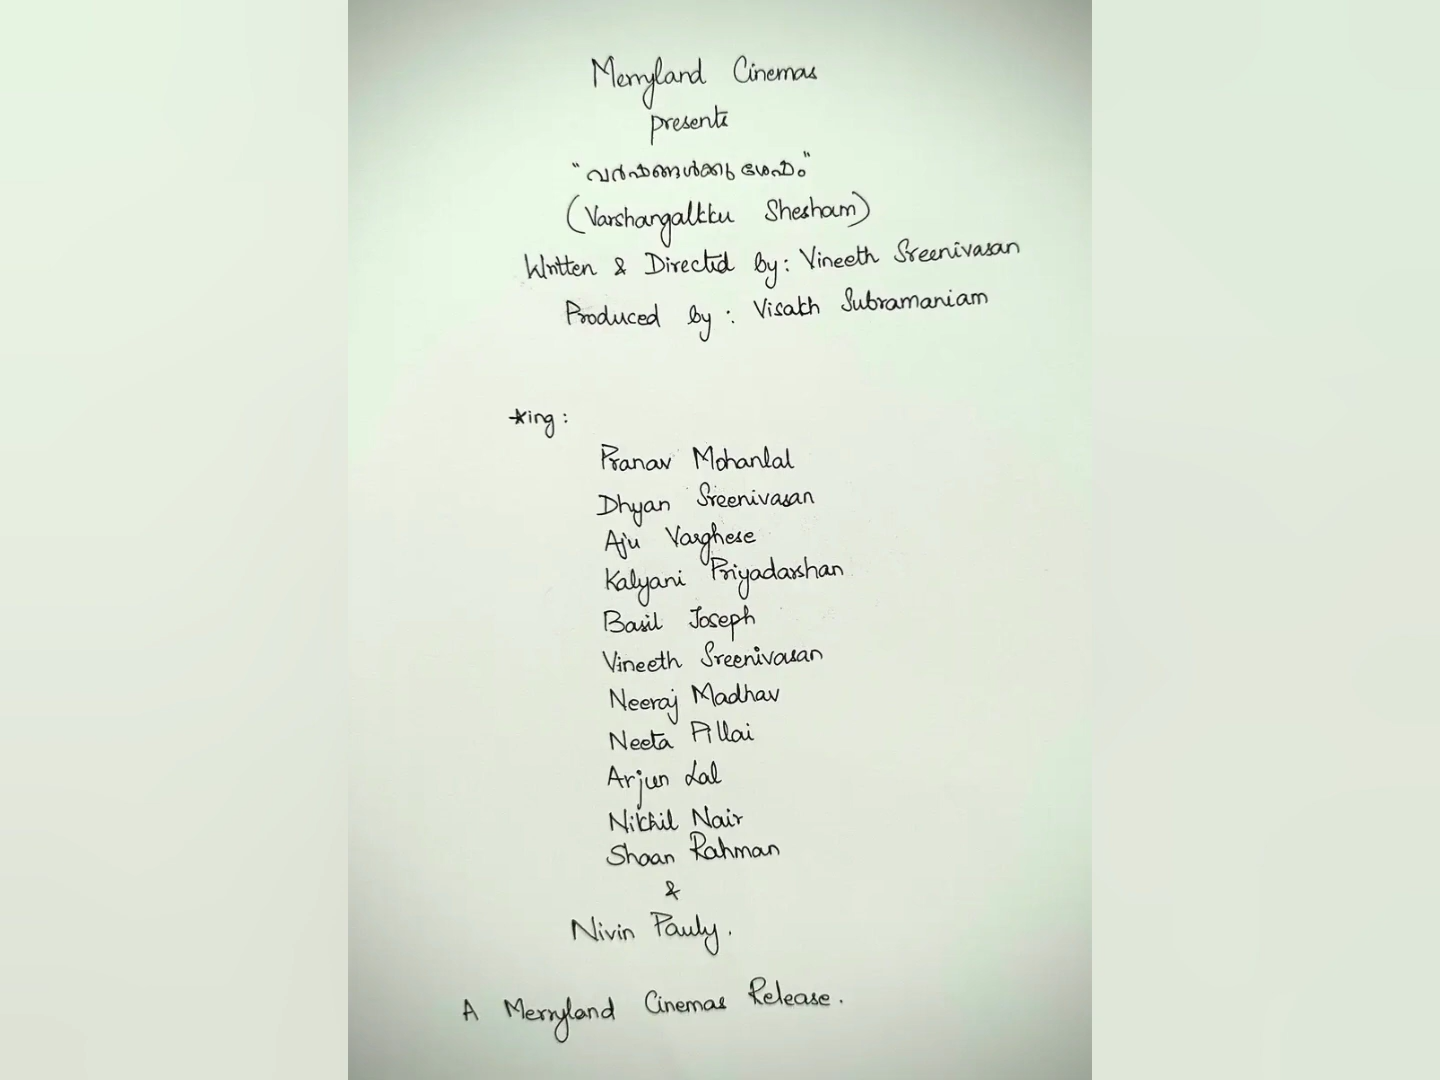 Merryland Cinemas
presents
"വർഷങ്ങൾക്കു ശേഷം"
(Varshangalkku Shesham)
Written & Directed by: Vineeth Sreenivasan
Produced by: Visakh Subramaniam
*ing:
Pranav Mohanlal
Dhyan Sreenivasan
Aju Varghese
Kalyani Priyadarshan
Basil Joseph
Vineeth Sreenivasan
Neeraj Madhav
Neeta Pillai
Arjun Lal
Nikhil Nair
Shaan Rahman
&
Nivin Pauly.
A Merryland Cinemas Release.